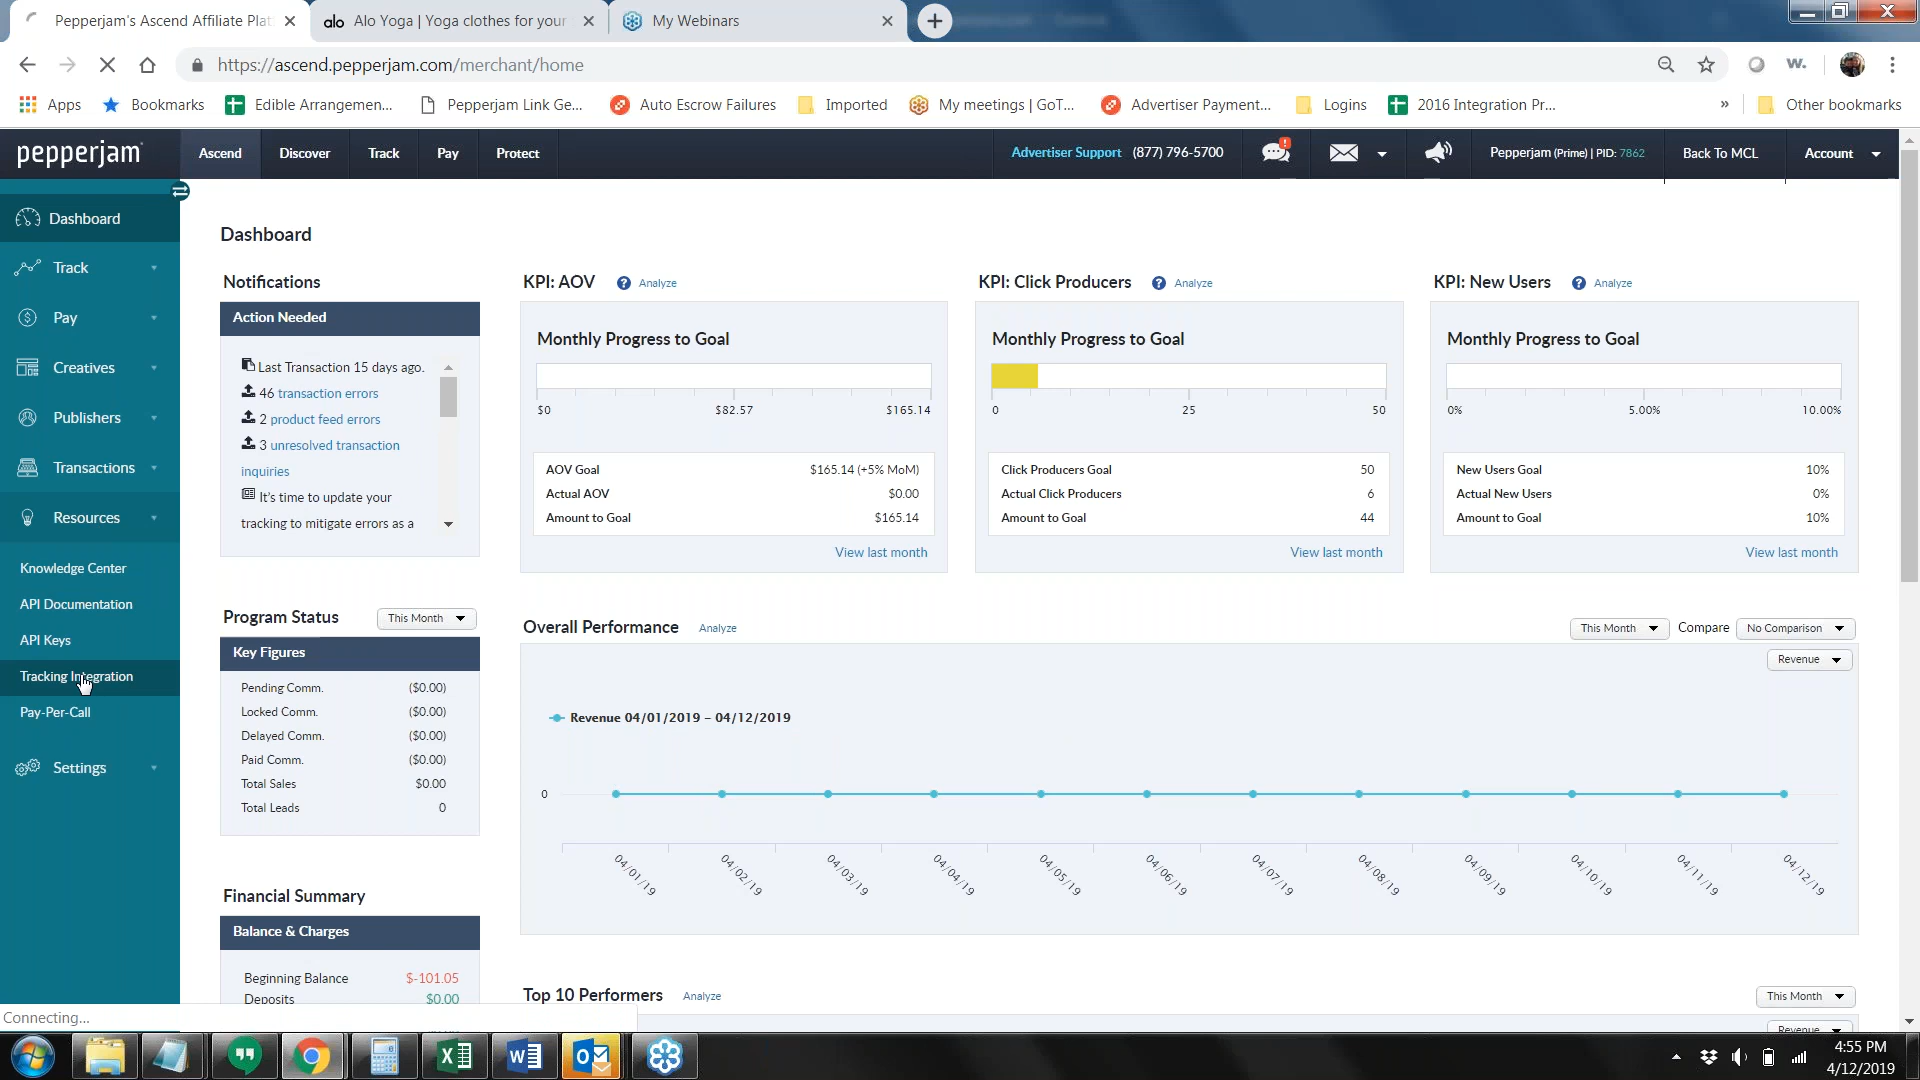 Pepperjam's Ascend Affiliate Plat
alo Alo Yoga | Yoga clothes for your
My Webinars
https://ascend.pepperjam.com/merchant/home
w.
Apps Bookmarks Edible Arrangemen... Pepperjam Link Ge... Auto Escrow Failures Imported My meetings | GoT... Advertiser Payment... Logins 2016 Integration Pr... » Other bookmarks
pepperjam Ascend Discover Track Pay Protect Advertiser Support (877) 796-5700 Pepperjam (Prime) | PID: 7862 Back To MCL Account
Dashboard
Track
Pay
Creatives
Publishers
Transactions
Resources
Knowledge Center
API Documentation
API Keys
Tracking Integration
Pay-Per-Call
Settings
Dashboard
Notifications
Action Needed
Last Transaction 15 days ago.
46 transaction errors
2 product feed errors
3 unresolved transaction
inquiries
It's time to update your
tracking to mitigate errors as a
KPI: AOV ? Analyze
Monthly Progress to Goal
$0 $82.57 $165.14
AOV Goal $165.14 (+5% MoM)
Actual AOV $0.00
Amount to Goal $165.14
View last month
KPI: Click Producers ? Analyze
Monthly Progress to Goal
0 25 50
Click Producers Goal 50
Actual Click Producers 6
Amount to Goal 44
View last month
KPI: New Users ? Analyze
Monthly Progress to Goal
0% 5.00% 10.00%
New Users Goal 10%
Actual New Users 0%
Amount to Goal 10%
View last month
Program Status This Month
Key Figures
Pending Comm. ($0.00)
Locked Comm. ($0.00)
Delayed Comm. ($0.00)
Paid Comm. ($0.00)
Total Sales $0.00
Total Leads 0
Overall Performance Analyze This Month Compare No Comparison
Revenue
Revenue 04/01/2019 – 04/12/2019
0
04/01/19 04/02/19 04/03/19 04/04/19 04/05/19 04/06/19 04/07/19 04/08/19 04/09/19 04/10/19 04/11/19 04/12/19
Financial Summary
Balance & Charges
Beginning Balance $-101.05
Deposits $0.00
Top 10 Performers Analyze This Month
Revenue
Connecting...
4:55 PM
4/12/2019